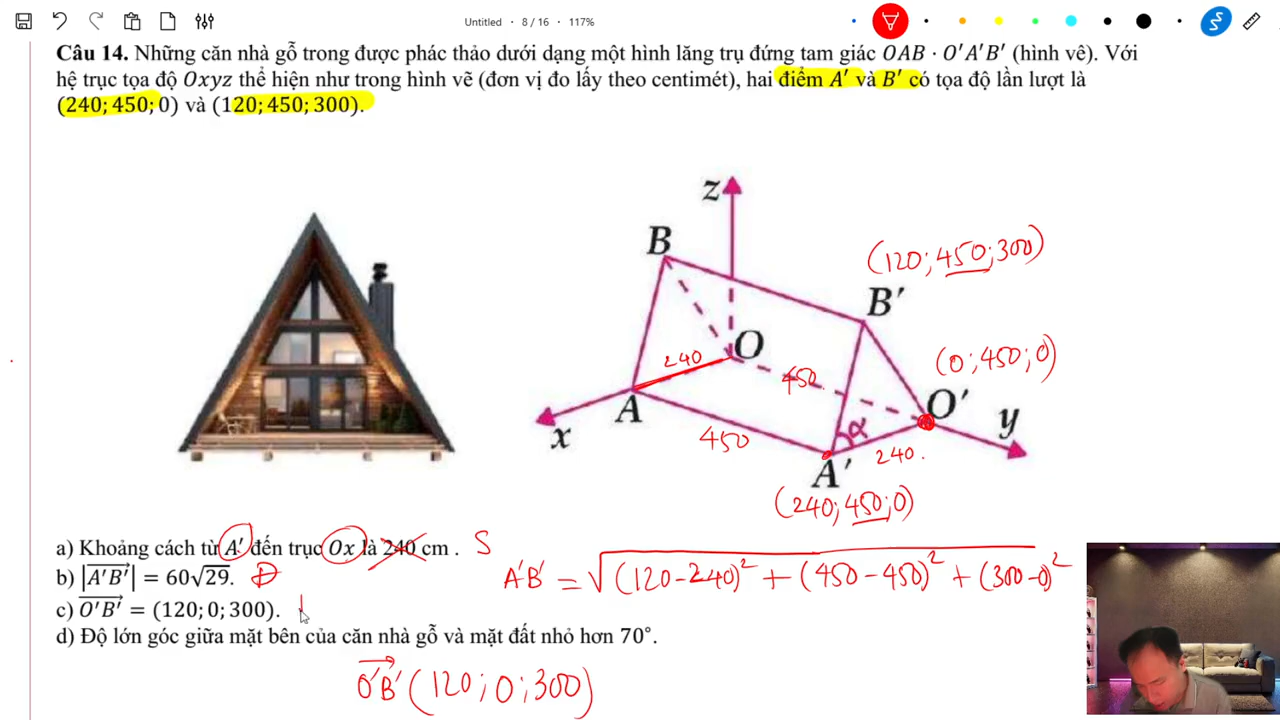 Untitled • 8 / 16 • 117%
Câu 14. Những căn nhà gỗ trong được phác thảo dưới dạng một hình lăng trụ đứng tam giác OAB · O'A'B' (hình vẽ). Với
hệ trục tọa độ Oxyz thể hiện như trong hình vẽ (đơn vị đo lấy theo centimét), hai điểm A' và B' có tọa độ lần lượt là
(240; 450; 0) và (120; 450; 300).
z
B
(120; 450; 300)
B'
O
240
(0; 450; 0)
450
A
O'
x
450
α
y
240
A'
(240; 450; 0)
a) Khoảng cách từ A' đến trục Ox là 240 cm . S
b) |A'B'| = 60√29. Đ
A'B' = √(120-240)² + (450-450)² + (300-0)²
c) O'B' = (120; 0; 300).
d) Độ lớn góc giữa mặt bên của căn nhà gỗ và mặt đất nhỏ hơn 70°.
O'B' (120; 0; 300)